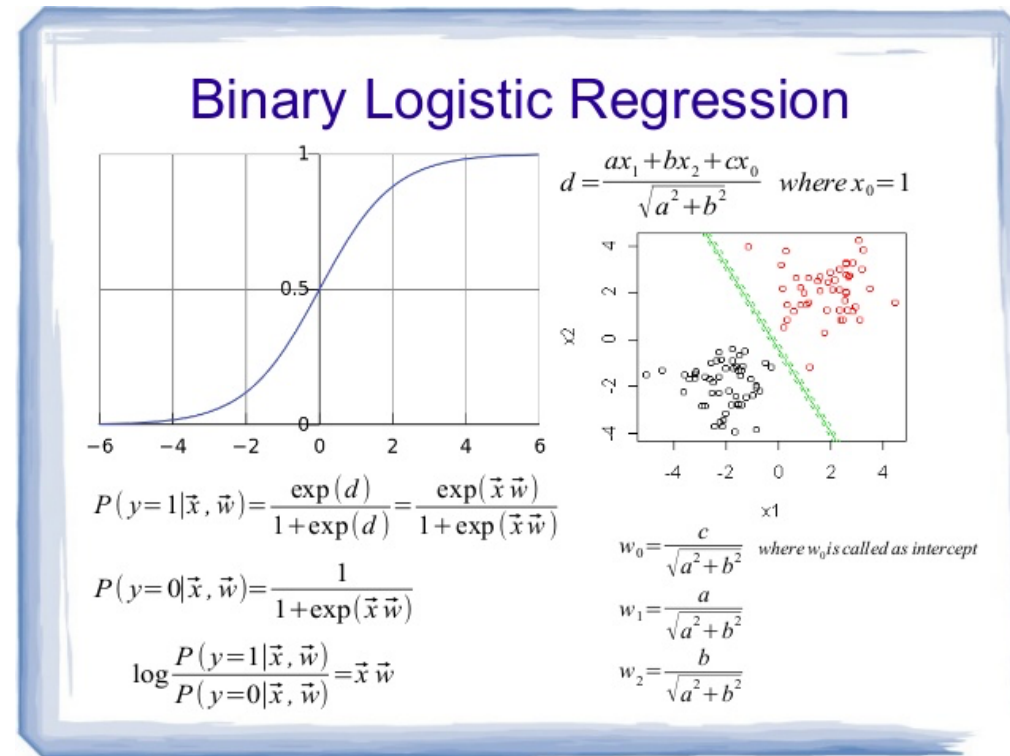 Binary Logistic Regression
1
0.5
0
−6 −4 −2 0 2 4 6
d = (ax₁+bx₂+cx₀) / √(a²+b²) where x₀=1
x2
4
2
0
-2
-4
-4 -2 0 2 4
x1
P(y=1|x⃗, w⃗) = exp(d) / (1+exp(d)) = exp(x⃗ w⃗) / (1+exp(x⃗ w⃗))
P(y=0|x⃗, w⃗) = 1 / (1+exp(x⃗ w⃗))
log P(y=1|x⃗, w⃗) / P(y=0|x⃗, w⃗) = x⃗ w⃗
w₀ = c / √(a²+b²) where w₀ is called as intercept
w₁ = a / √(a²+b²)
w₂ = b / √(a²+b²)